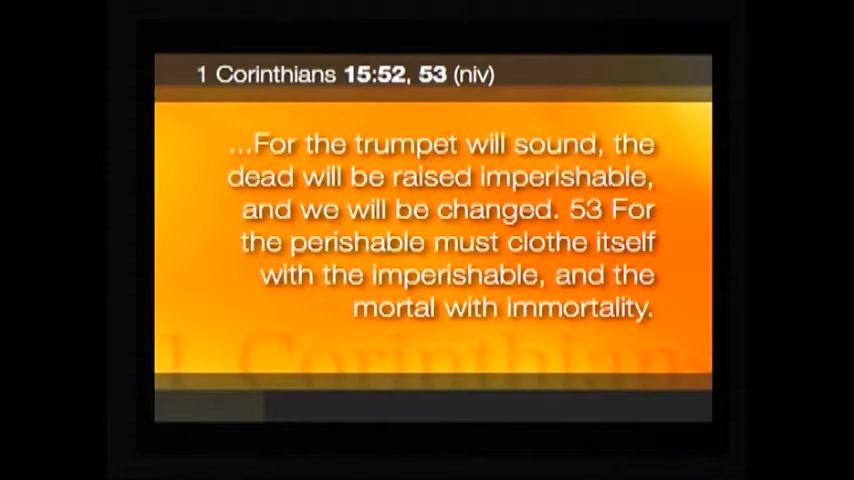 1 Corinthians 15:52, 53 (niv)
...For the trumpet will sound, the
dead will be raised imperishable,
and we will be changed. 53 For
the perishable must clothe itself
with the imperishable, and the
mortal with immortality.
1 Corinthians